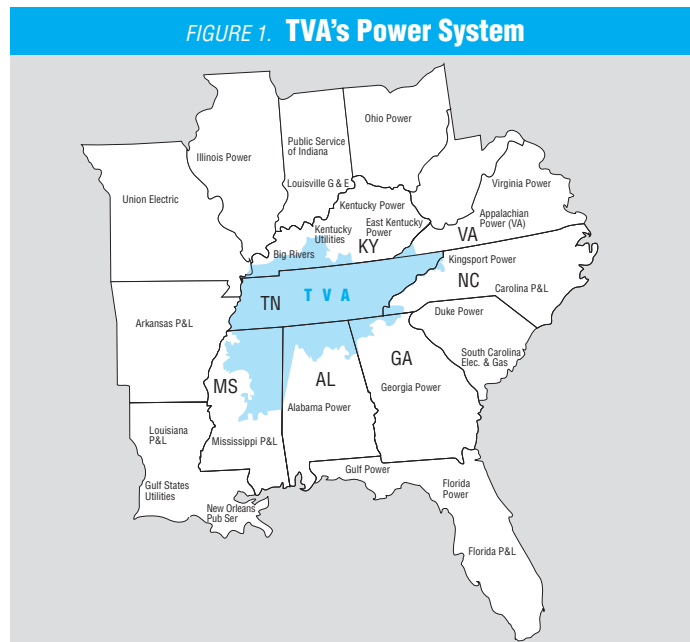 FIGURE 1. TVA's Power System
Ohio Power
Public Service
of Indiana
Illinois Power
Virginia Power
Louisville G & E
Union Electric
Kentucky Power
Appalachian
Power (VA)
East Kentucky
Power
Kentucky
Utilities
VA
KY
Big Rivers
Kingsport Power
NC
Carolina P&L
TVA
TN
Duke Power
Arkansas P&L
South Carolina
Elec. & Gas
GA
AL
MS
Georgia Power
Alabama Power
Louisiana
P&L
Mississippi P&L
Gulf Power
Gulf States
Utilities
Florida
Power
New Orleans
Pub Ser
Florida P&L